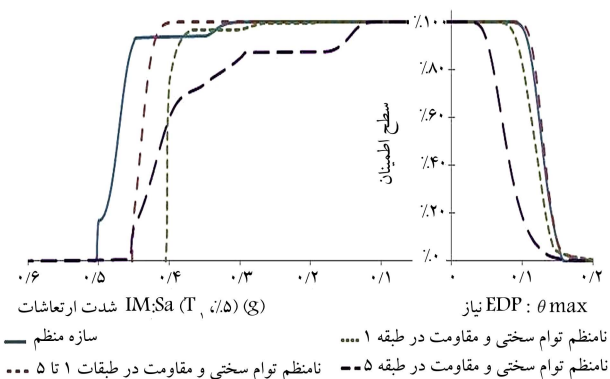 ٪۱۰۰
٪۸۰
٪۶۰
٪۴۰
٪۲۰
٪۰
سطح اطمینان
۰/۶ ۰/۵ ۰/۴ ۰/۳ ۰/۲ ۰/۱
۰ ۰/۱ ۰/۲
شدت ارتعاشات IM:Sa (T۱ ،٪۵) (g)
نیاز EDP : θ max
سازه منظم
نامنظم توام سختی و مقاومت در طبقه ۱
نامنظم توام سختی و مقاومت در طبقات ۱ تا ۵
نامنظم توام سختی و مقاومت در طبقه ۵